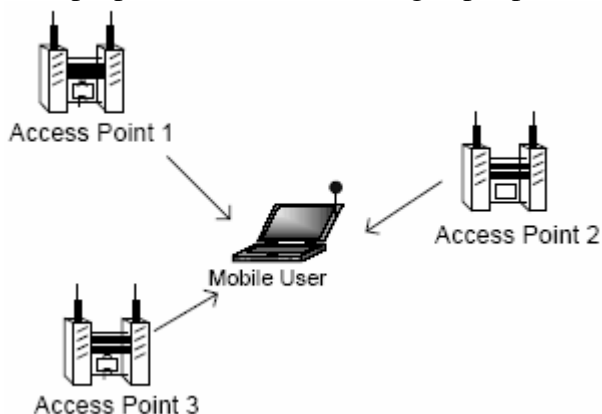 Access Point 1
Access Point 2
Mobile User
Access Point 3